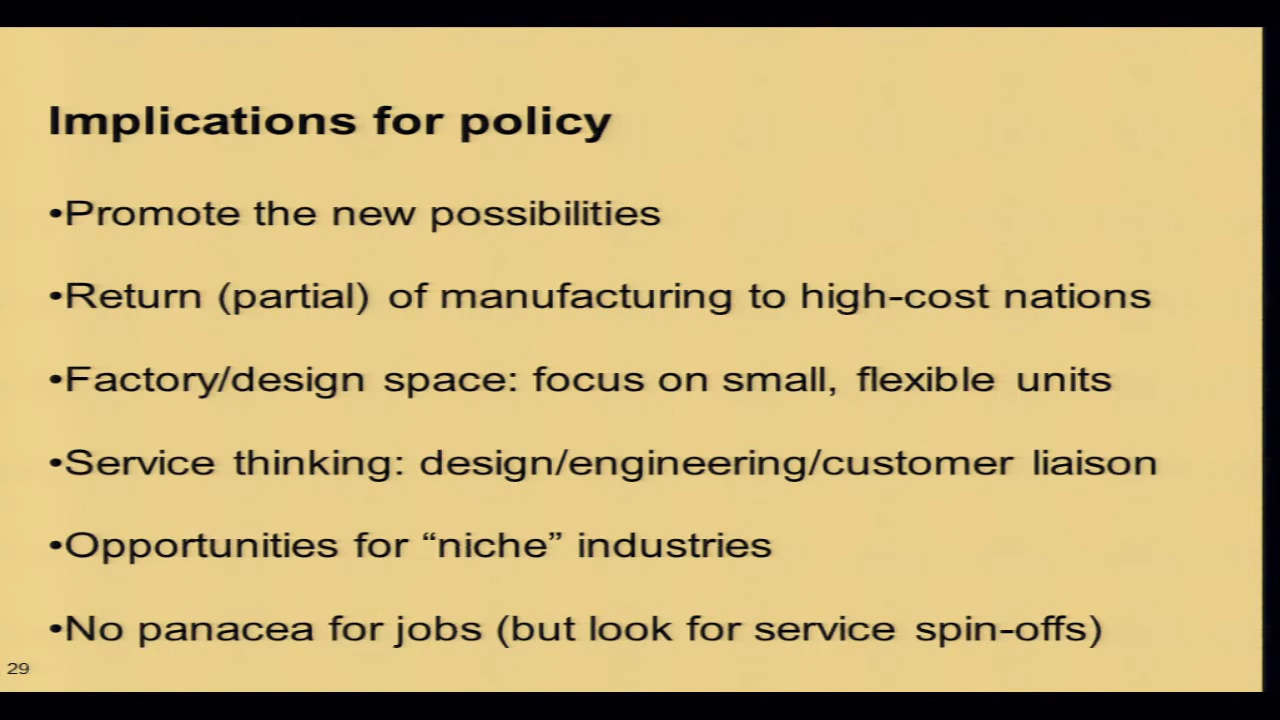 Implications for policy
•Promote the new possibilities
•Return (partial) of manufacturing to high-cost nations
•Factory/design space: focus on small, flexible units
•Service thinking: design/engineering/customer liaison
•Opportunities for “niche” industries
•No panacea for jobs (but look for service spin-offs)
29